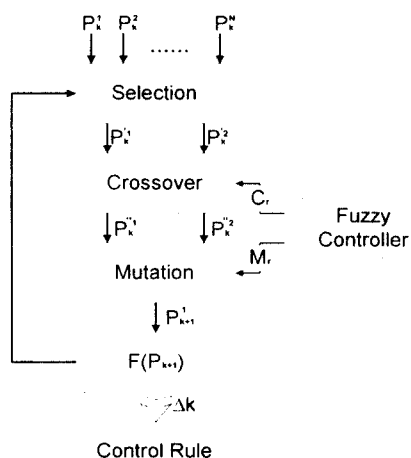 P¹ₖ P²ₖ ...... Pᴺₖ
Selection
P'¹ₖ P'²ₖ
Crossover
Cᵣ
P''¹ₖ P''²ₖ
Fuzzy
Controller
Mᵣ
Mutation
P¹ₖ₊₁
F(Pₖ₊₁)
Δk
Control Rule